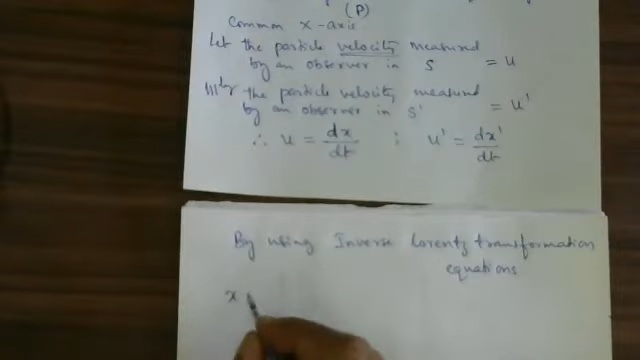 (P)
Common x-axis
Let the particle velocity measured
by an observer in S = u
|||ly the particle velocity measured
by an observer in S' = u'
∴ u = dx/dt ; u' = dx'/dt
By using Inverse Lorentz transformation
equations
x